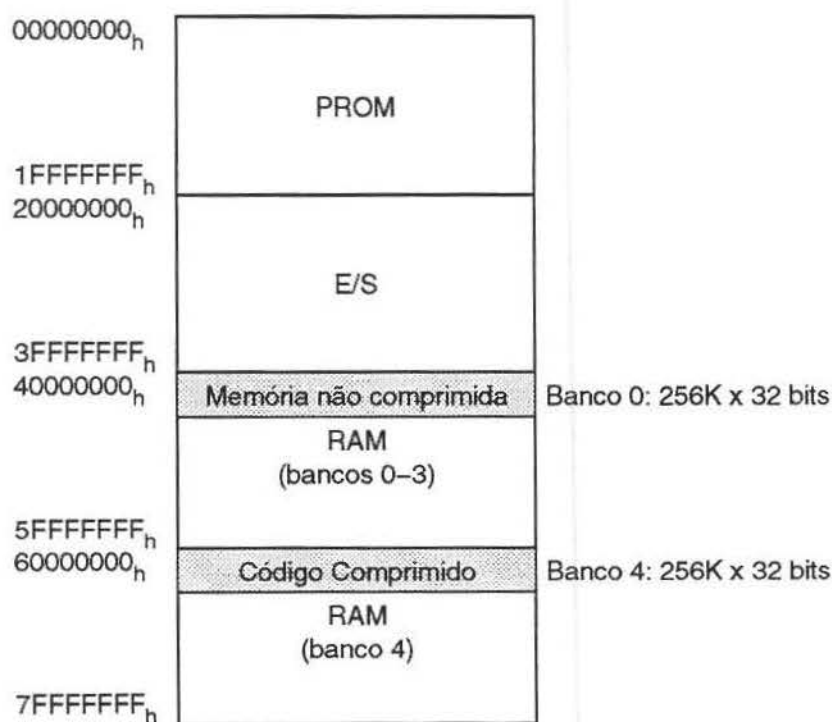 00000000h
PROM
1FFFFFFFh
20000000h
E/S
3FFFFFFFh
40000000h
Memória não comprimida
Banco 0: 256K x 32 bits
RAM
(bancos 0–3)
5FFFFFFFh
60000000h
Código Comprimido
Banco 4: 256K x 32 bits
RAM
(banco 4)
7FFFFFFFh